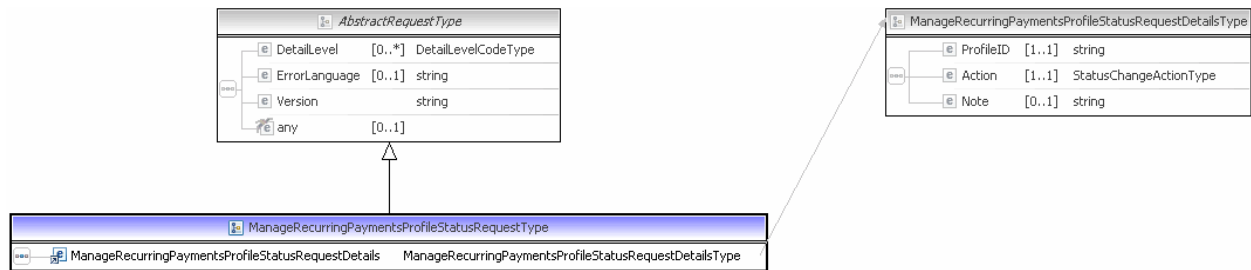 AbstractRequestType
DetailLevel [0..*] DetailLevelCodeType
ErrorLanguage [0..1] string
Version string
any [0..1]
ManageRecurringPaymentsProfileStatusRequestDetailsType
ProfileID [1..1] string
Action [1..1] StatusChangeActionType
Note [0..1] string
ManageRecurringPaymentsProfileStatusRequestType
ManageRecurringPaymentsProfileStatusRequestDetails ManageRecurringPaymentsProfileStatusRequestDetailsType